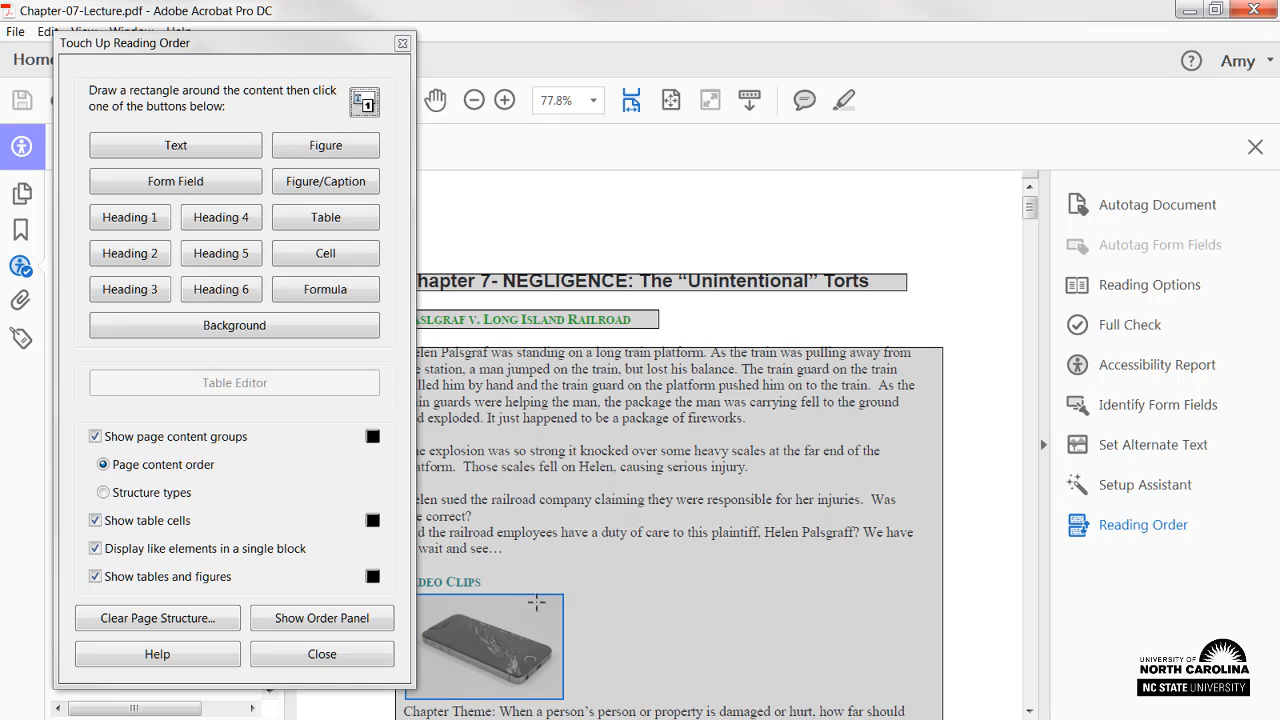 Chapter-07-Lecture.pdf - Adobe Acrobat Pro DC
File
Touch Up Reading Order
Home
Amy
Draw a rectangle around the content then click
one of the buttons below:
77.8%
Text
Figure
Form Field
Figure/Caption
Heading 1
Heading 4
Table
Heading 2
Heading 5
Cell
Heading 3
Heading 6
Formula
Background
Table Editor
Show page content groups
Page content order
Structure types
Show table cells
Display like elements in a single block
Show tables and figures
Clear Page Structure...
Show Order Panel
Help
Close
hapter 7- NEGLIGENCE: The “Unintentional” Torts
ASLGRAF V. LONG ISLAND RAILROAD
elen Palsgraf was standing on a long train platform. As the train was pulling away from
e station, a man jumped on the train, but lost his balance. The train guard on the train
lled him by hand and the train guard on the platform pushed him on to the train. As the
in guards were helping the man, the package the man was carrying fell to the ground
d exploded. It just happened to be a package of fireworks.
e explosion was so strong it knocked over some heavy scales at the far end of the
atform. Those scales fell on Helen, causing serious injury.
elen sued the railroad company claiming they were responsible for her injuries. Was
e correct?
d the railroad employees have a duty of care to this plaintiff, Helen Palsgraff? We have
wait and see…
DEO CLIPS
Chapter Theme: When a person’s person or property is damaged or hurt, how far should
Autotag Document
Autotag Form Fields
Reading Options
Full Check
Accessibility Report
Identify Form Fields
Set Alternate Text
Setup Assistant
Reading Order
UNIVERSITY OF
NORTH CAROLINA
NC STATE UNIVERSITY